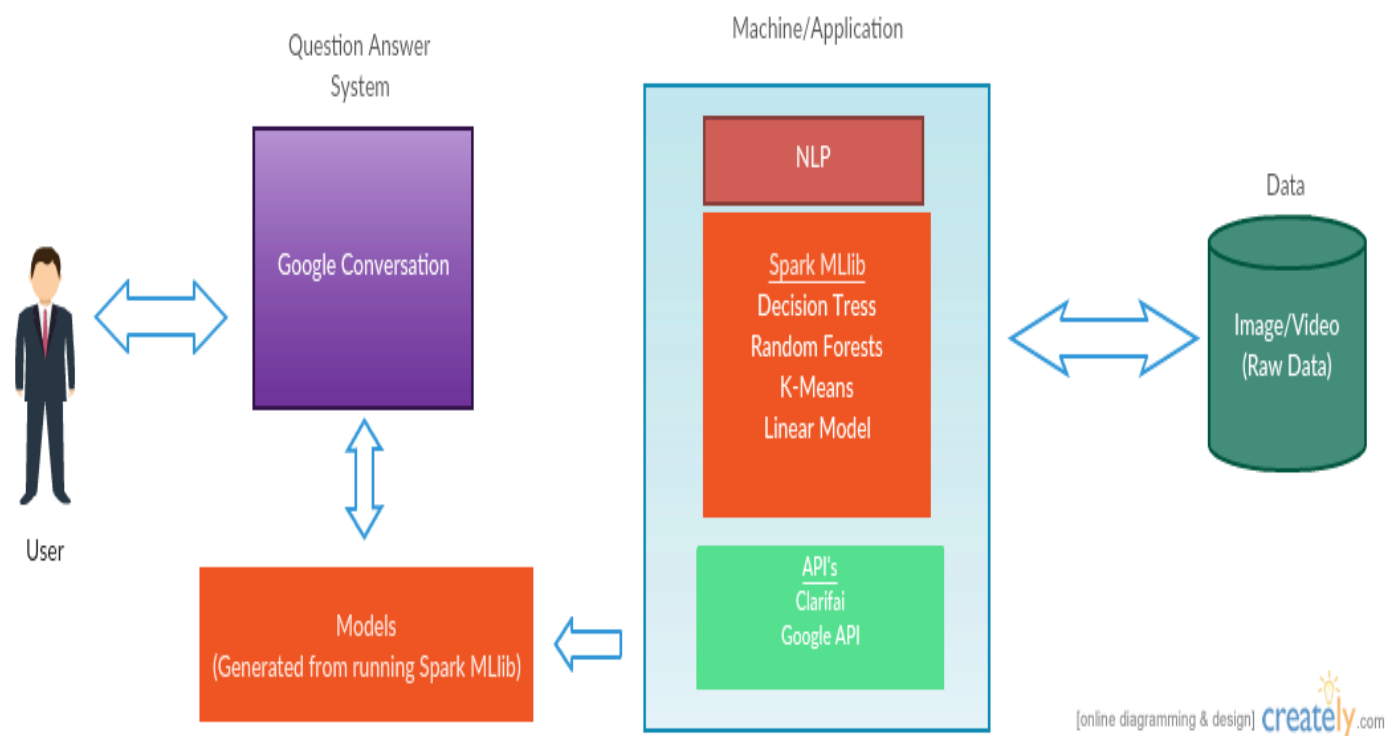 Machine/Application
Question Answer
System
NLP
Data
Google Conversation
Spark MLlib
Decision Tress
Random Forests
K-Means
Linear Model
Image/Video
(Raw Data)
User
API's
Clarifai
Google API
Models
(Generated from running Spark MLlib)
[online diagramming & design] creately.com